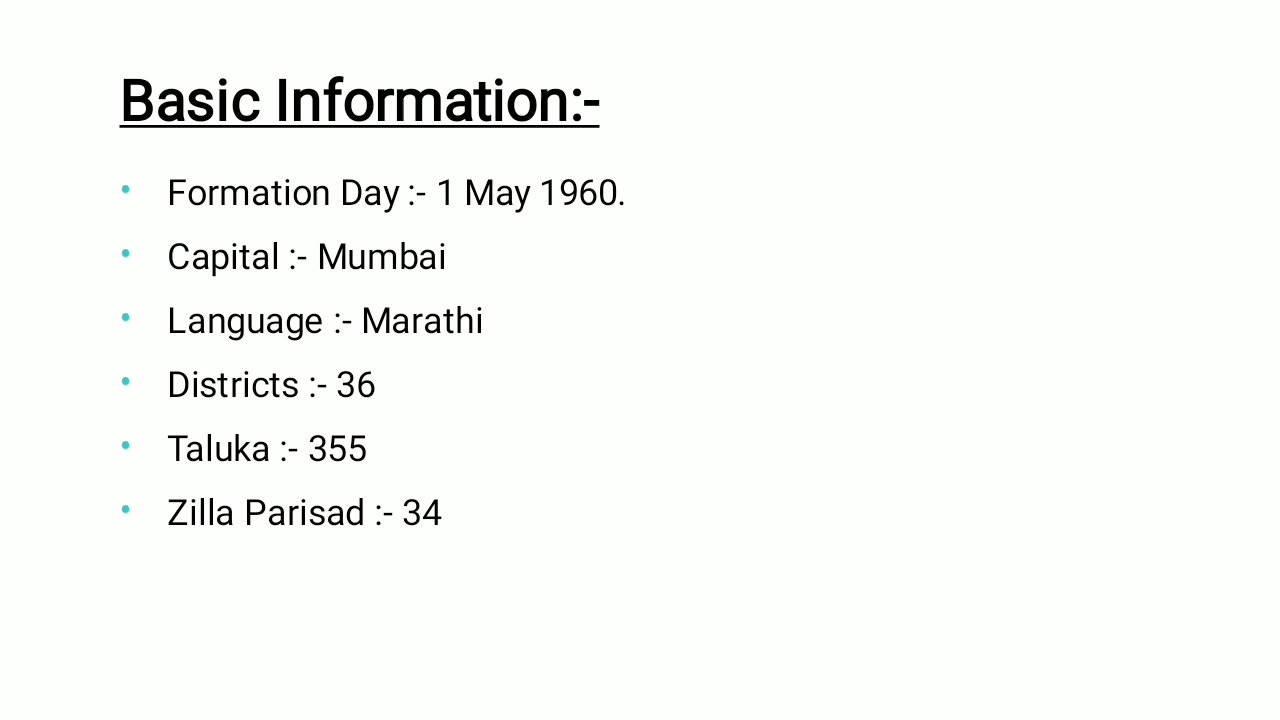 Basic Information:-
• Formation Day :- 1 May 1960.
• Capital :- Mumbai
• Language :- Marathi
• Districts :- 36
• Taluka :- 355
• Zilla Parisad :- 34